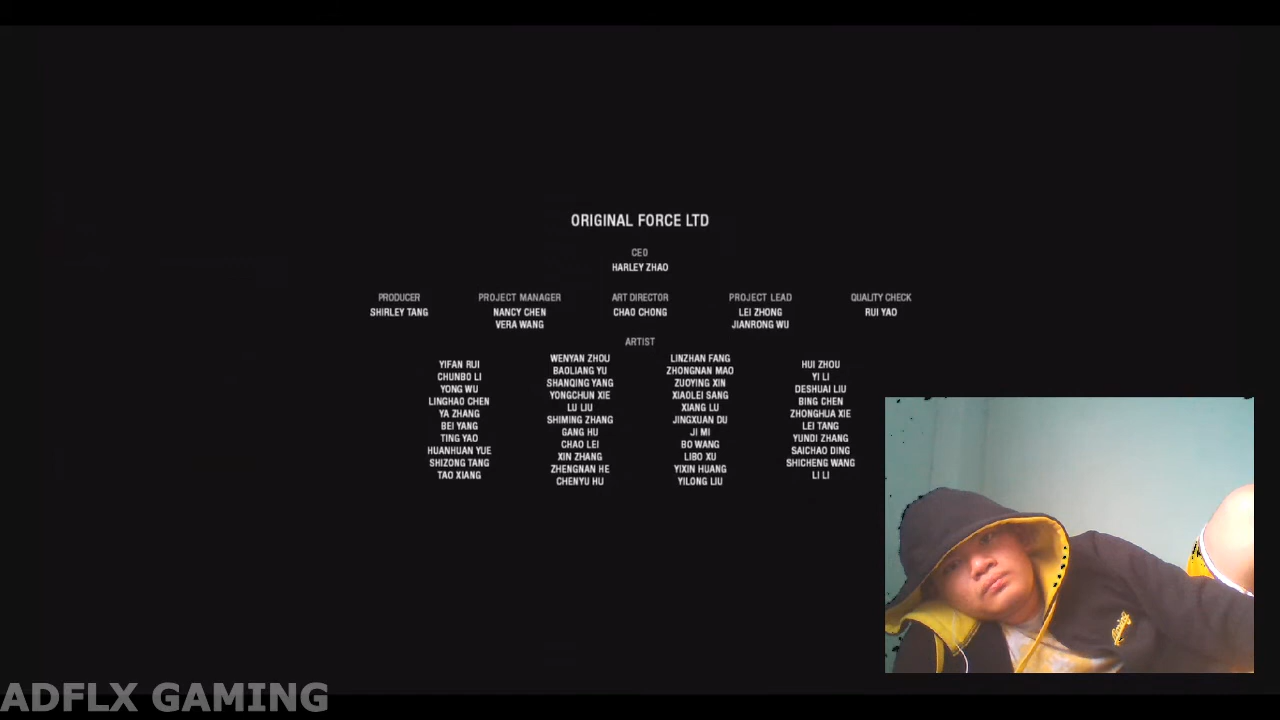 ORIGINAL FORCE LTD
CEO
HARLEY ZHAO
PRODUCER PROJECT MANAGER ART DIRECTOR PROJECT LEAD QUALITY CHECK
SHIRLEY TANG NANCY CHEN CHAO CHONG LEI ZHONG RUI YAO
VERA WANG JIANRONG WU
ARTIST
YIFAN RUI
CHUNBO LI
YONG WU
LINGHAO CHEN
YA ZHANG
BEI YANG
TING YAO
HUANHUAN YUE
SHIZONG TANG
TAO XIANG
WENYAN ZHOU
BAOLIANG YU
SHANQING YANG
YONGCHUN XIE
LU LIU
SHIMING ZHANG
GANG HU
CHAO LEI
XIN ZHANG
ZHENGNAN HE
CHENYU HU
LINZHAN FANG
ZHONGNAN MAO
ZUOYING XIN
XIAOLEI SANG
XIANG LU
JINGXUAN DU
JI MI
BO WANG
LIBO XU
YIXIN HUANG
YILONG LIU
HUI ZHOU
YI LI
DESHUAI LIU
BING CHEN
ZHONGHUA XIE
LEI TANG
YUNDI ZHANG
SAICHAO DING
SHICHENG WANG
LI LI
ADFLX GAMING